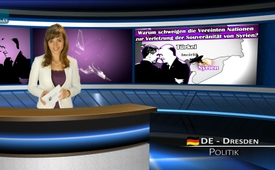 Warum schweigen die Vereinten Nationen
zur Verletzung der Souveränität von Syrien?
Türkei
Syrien
DE - DRESDEN
POLITIK